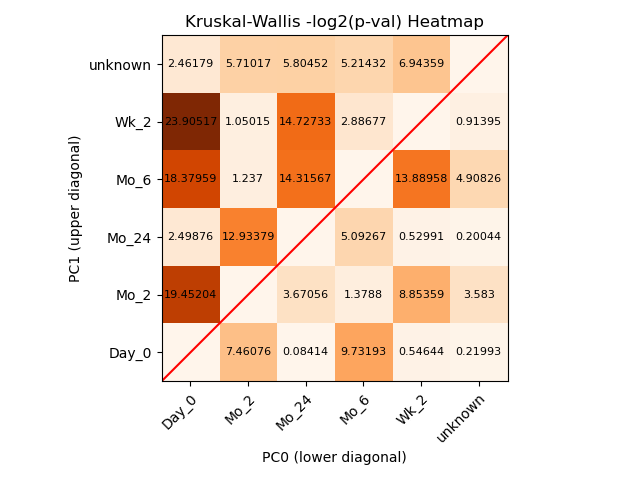 Kruskal-Wallis -log2(p-val) Heatmap
PC1 (upper diagonal)
unknown 2.46179 5.71017 5.80452 5.21432 6.94359
Wk_2 23.90517 1.05015 14.72733 2.88677 0.91395
Mo_6 18.37959 1.237 14.31567 13.88958 4.90826
Mo_24 2.49876 12.93379 5.09267 0.52991 0.20044
Mo_2 19.45204 3.67056 1.3788 8.85359 3.583
Day_0 7.46076 0.08414 9.73193 0.54644 0.21993
Day_0 Mo_2 Mo_24 Mo_6 Wk_2 unknown
PC0 (lower diagonal)